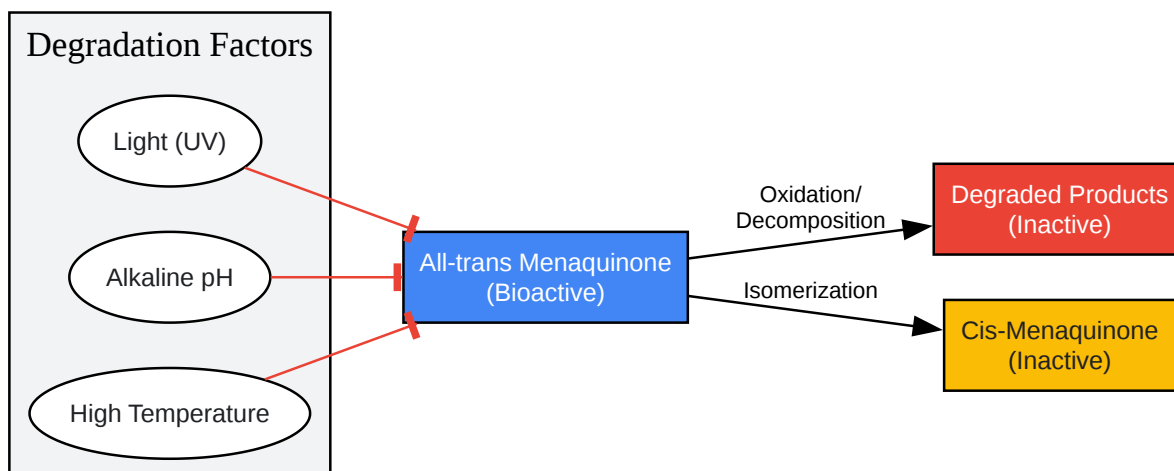 Degradation Factors
Light (UV)
Alkaline pH
High Temperature
All-trans Menaquinone
(Bioactive)
Oxidation/
Decomposition
Isomerization
Degraded Products
(Inactive)
Cis-Menaquinone
(Inactive)